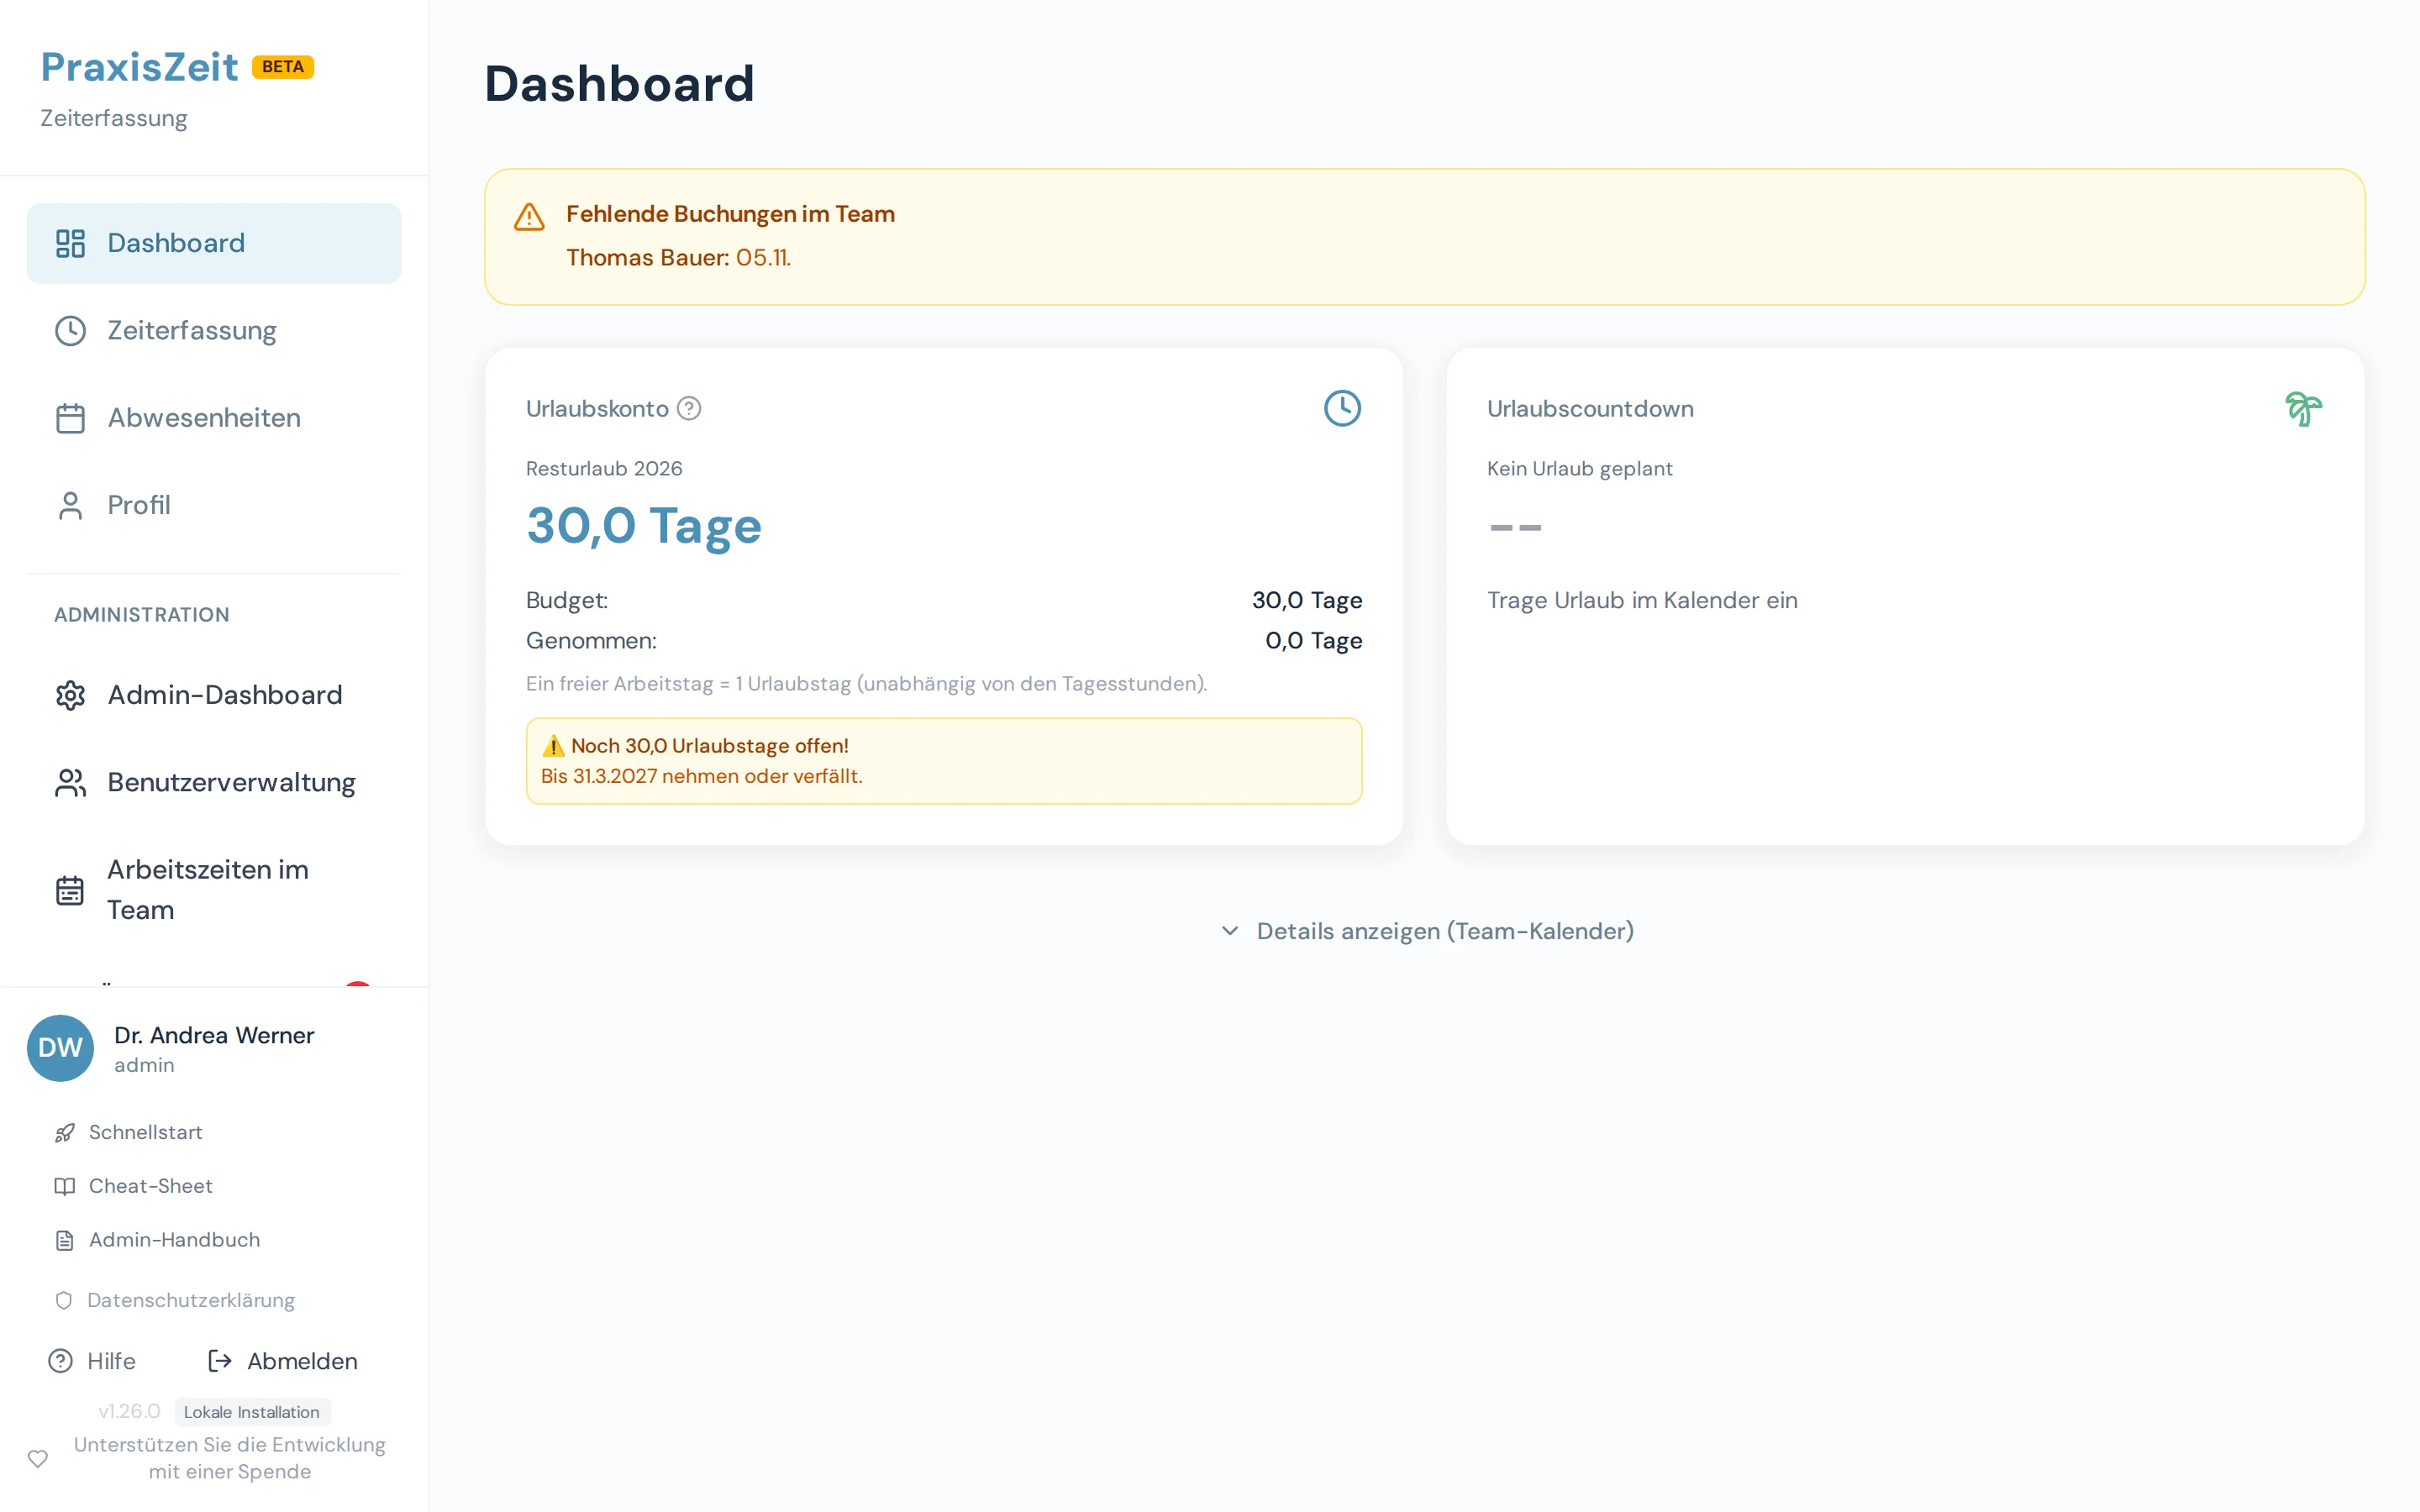 PraxisZeit BETA
Zeiterfassung
Dashboard
Zeiterfassung
Abwesenheiten
Profil
ADMINISTRATION
Admin-Dashboard
Benutzerverwaltung
Arbeitszeiten im
Team
DW
Dr. Andrea Werner
admin
Schnellstart
Cheat-Sheet
Admin-Handbuch
Datenschutzerklärung
Hilfe
Abmelden
v1.26.0 Lokale Installation
Unterstützen Sie die Entwicklung
mit einer Spende
Dashboard
Fehlende Buchungen im Team
Thomas Bauer: 05.11.
Urlaubskonto
Resturlaub 2026
30,0 Tage
Budget: 30,0 Tage
Genommen: 0,0 Tage
Ein freier Arbeitstag = 1 Urlaubstag (unabhängig von den Tagesstunden).
⚠️ Noch 30,0 Urlaubstage offen!
Bis 31.3.2027 nehmen oder verfällt.
Urlaubscountdown
Kein Urlaub geplant
--
Trage Urlaub im Kalender ein
Details anzeigen (Team-Kalender)